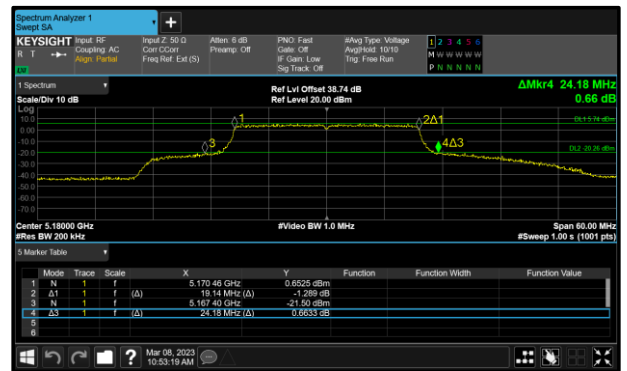 Spectrum Analyzer 1
Swept SA
+
KEYSIGHT Input: RF Input Z: 50 Ω Atten: 6 dB PNO: Fast #Avg Type: Voltage 1 2 3 4 5 6
R T Coupling: AC Corr CCorr Preamp: Off Gate: Off Avg|Hold: 10/10 M W W W W W
Align: Partial Freq Ref: Ext (S) IF Gain: Low Trig: Free Run P N N N N N
Sig Track: Off
1 Spectrum Ref Lvl Offset 38.74 dB ΔMkr4 24.18 MHz
Scale/Div 10 dB Ref Level 20.00 dBm 0.66 dB
Log
10.0 1 2Δ1 DL1 5.74 dBm
0.00
-10.0
-20.0 3 4Δ3 DL2 -20.26 dBm
-30.0
-40.0
-50.0
-60.0
-70.0
Center 5.18000 GHz #Video BW 1.0 MHz Span 60.00 MHz
#Res BW 200 kHz #Sweep 1.00 s (1001 pts)
5 Marker Table
Mode Trace Scale X Y Function Function Width Function Value
1 N 1 f 5.170 46 GHz 0.6525 dBm
2 Δ1 1 f (Δ) 19.14 MHz (Δ) -1.289 dB
3 N 1 f 5.167 40 GHz -21.50 dBm
4 Δ3 1 f (Δ) 24.18 MHz (Δ) 0.6633 dB
5
6
? Mar 08, 2023
10:53:19 AM